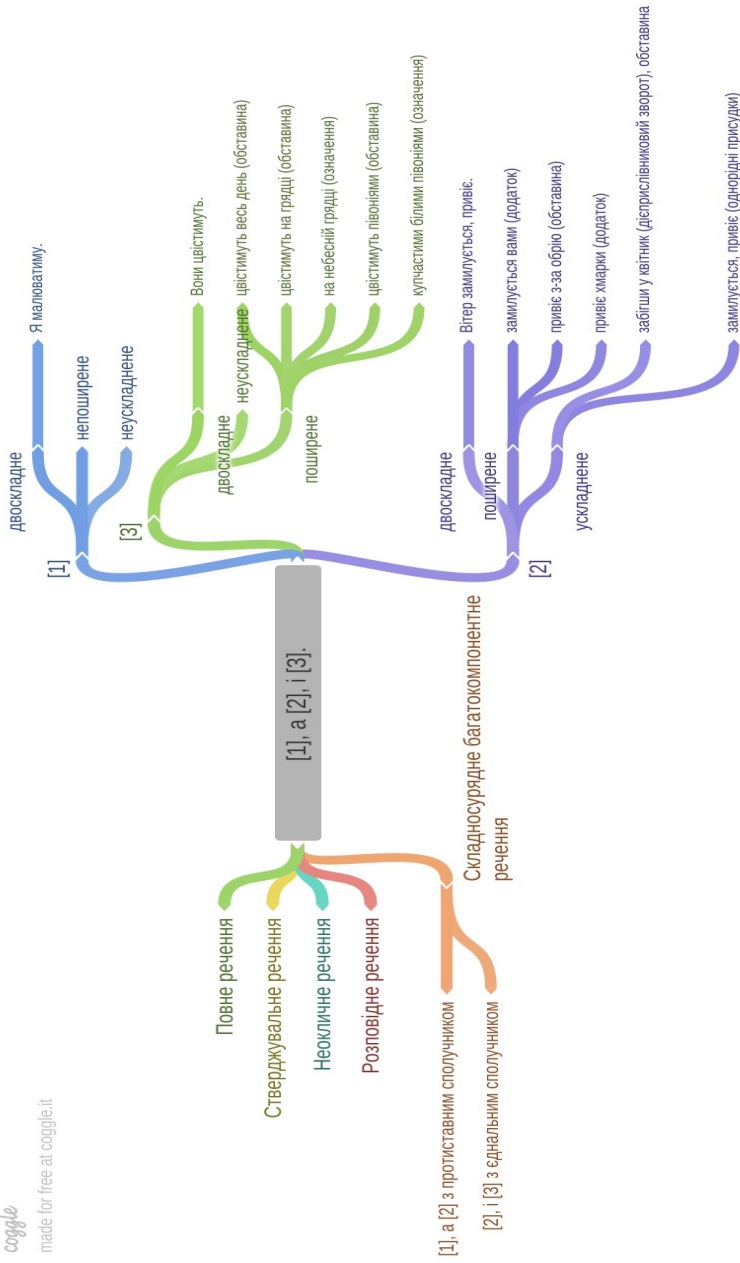 coggle
made for free at coggle.it
[1], а [2], і [3].
Повне речення
Стверджувальне речення
Неокличне речення
Розповідне речення
Складносурядне багатокомпонентне
речення
[1], а [2] з протиставним сполучником
[2], і [3] з єднальним сполучником
[1]
двоскладне
Я малюватиму.
непоширене
неускладнене
[3]
двоскладне
Вони цвістимуть.
неускладнене
поширене
цвістимуть весь день (обставина)
цвістимуть на грядці (обставина)
на небесній грядці (означення)
цвістимуть півоніями (обставина)
купчастими білими півоніями (означення)
[2]
двоскладне
Вітер замилується, привіє.
поширене
замилується вами (додаток)
привіє з-за обрію (обставина)
привіє хмарки (додаток)
ускладнене
забігши у квітник (дієприслівниковий зворот), обставина
замилується, привіє (однорідні присудки)